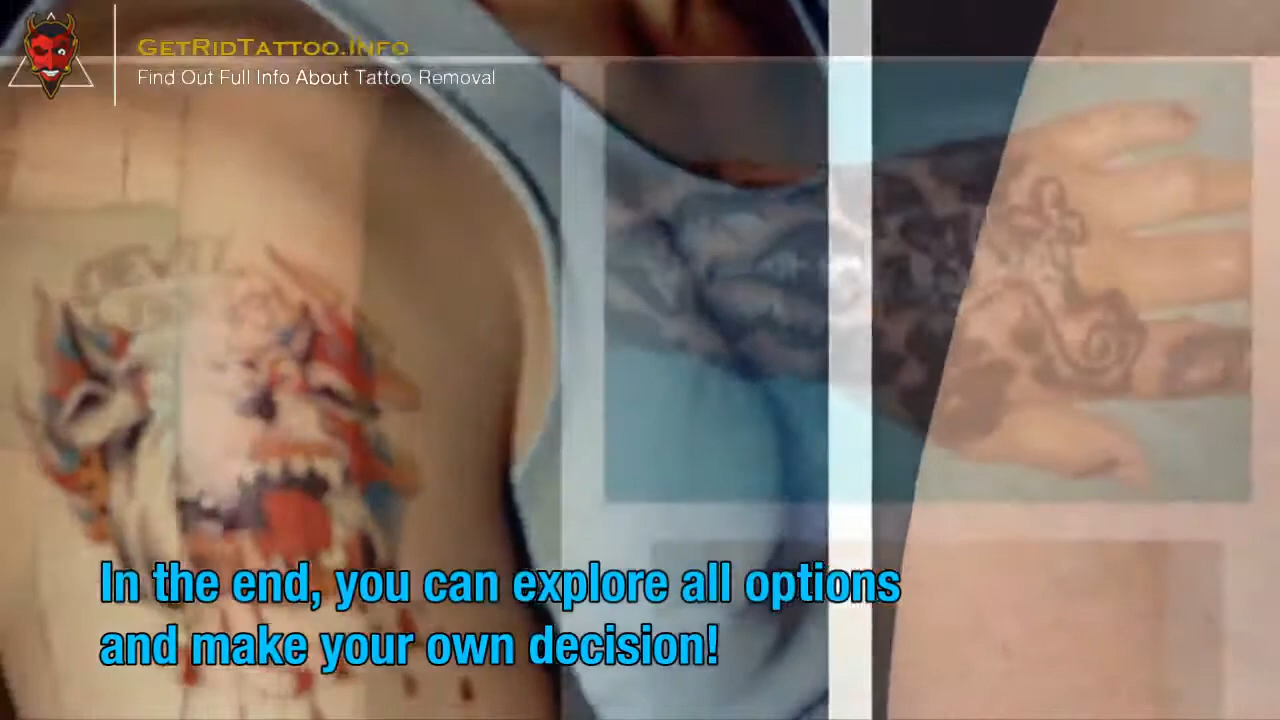 GetRidTattoo.Info
Find Out Full Info About Tattoo Removal
In the end, you can explore all options
and make your own decision!